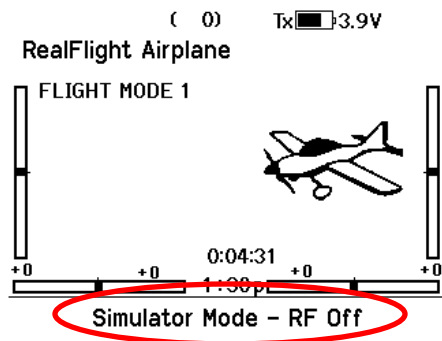 ( 0) Tx 3.9V
RealFlight Airplane
FLIGHT MODE 1
0:04:31
+0 +0 +0 +0
Simulator Mode – RF Off